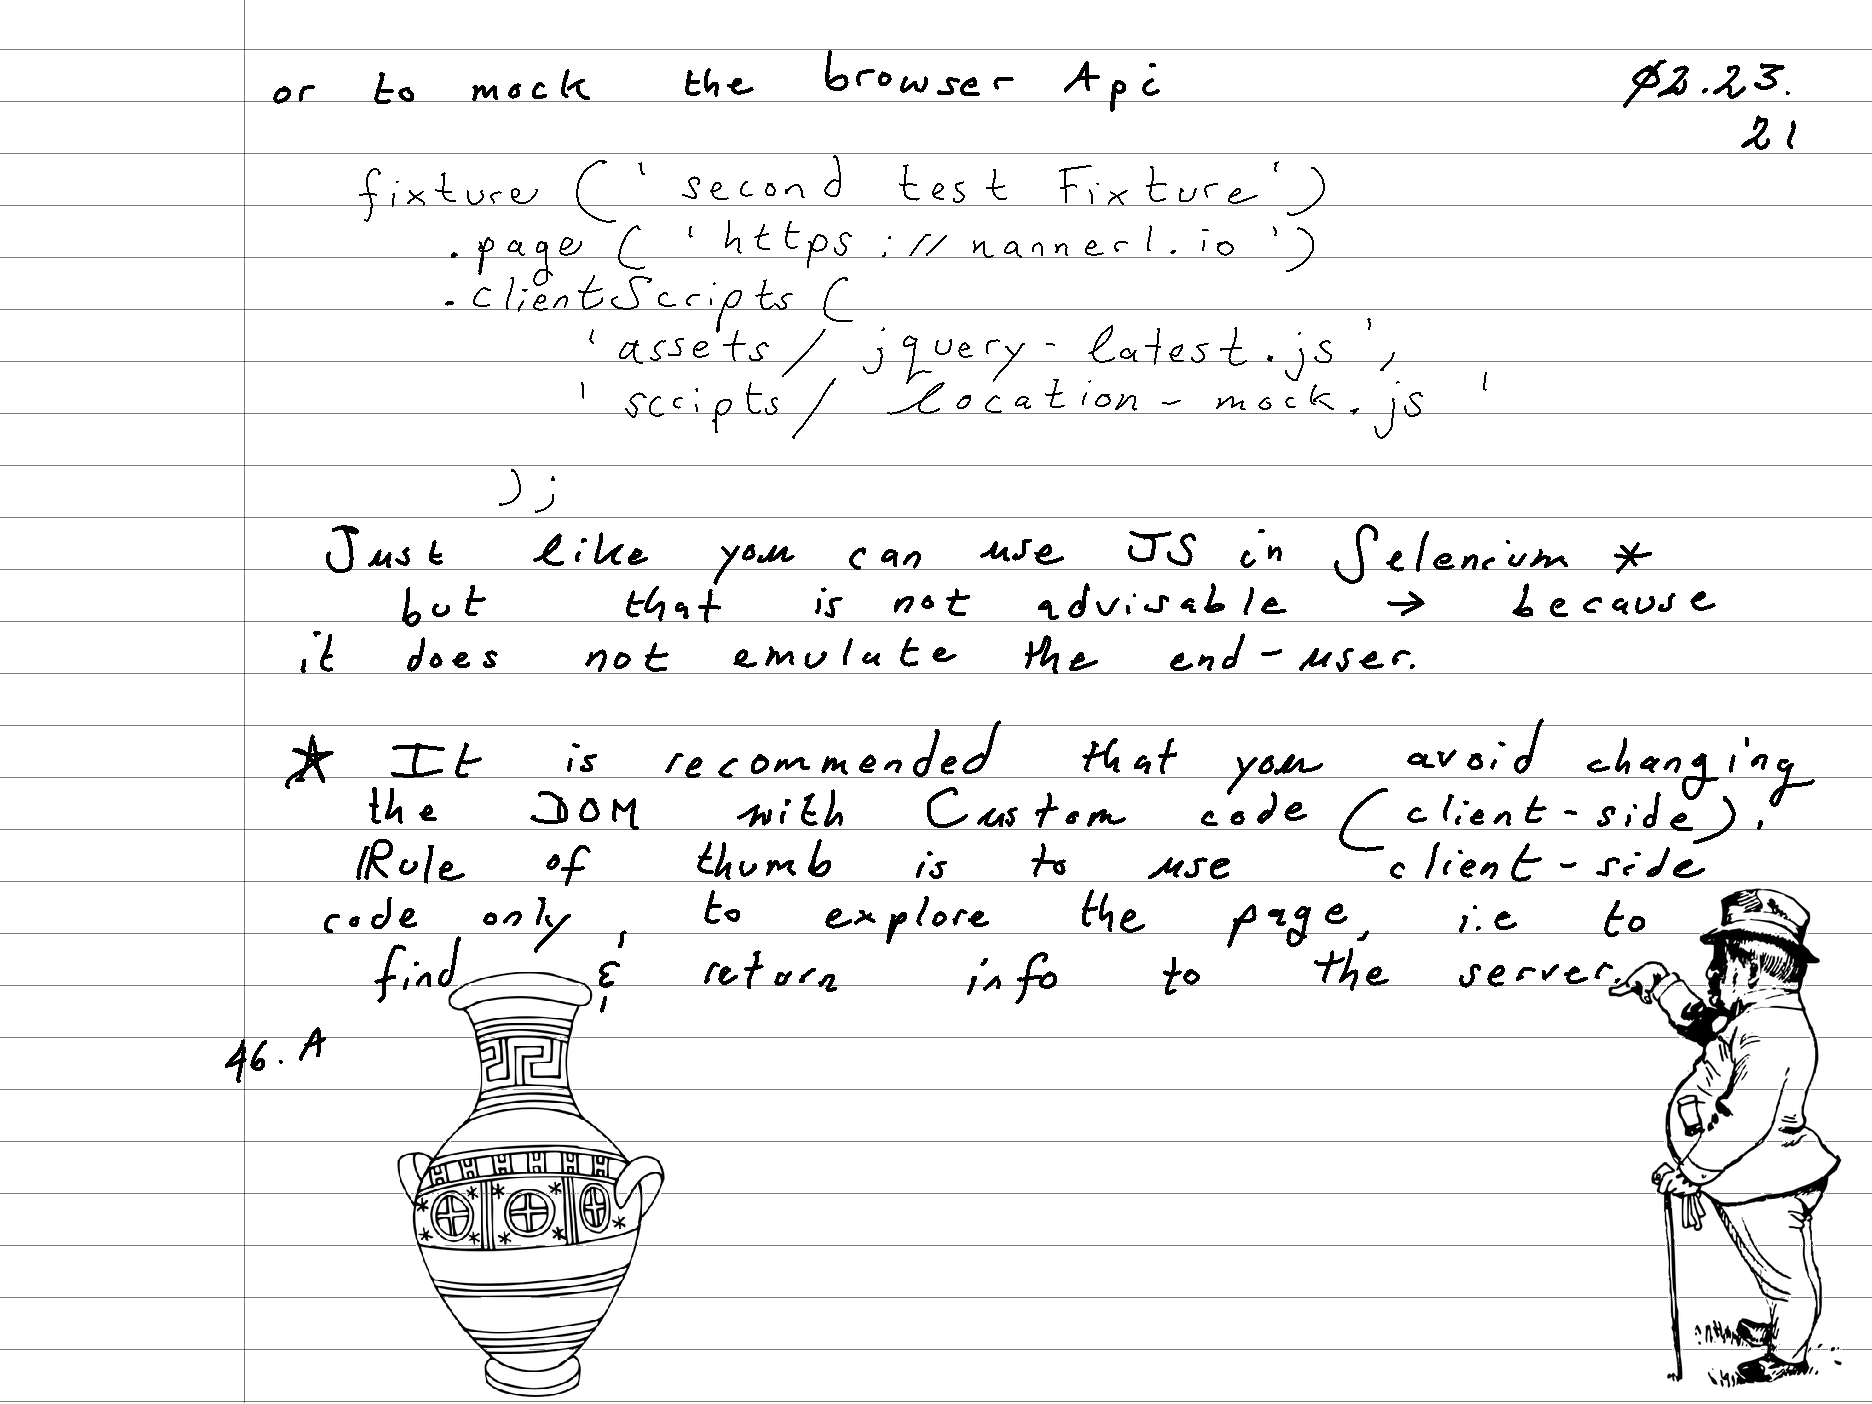 or to mock the browser Api
02.23.
21
fixture ( ' second test Fixture ' )
.page ( ' https : // nannerl.io ' )
.clientScripts (
' assets / jquery - latest.js ' ,
' scripts / location - mock.js '
) ;
Just like you can use JS in Selenium *
but that is not advisable → because
it does not emulate the end - user.
* It is recommended that you avoid changing
the DOM with Custom code ( client - side ) .
Rule of thumb is to use client - side
code only , to explore the page, i.e to
find & return info to the server.
46. A